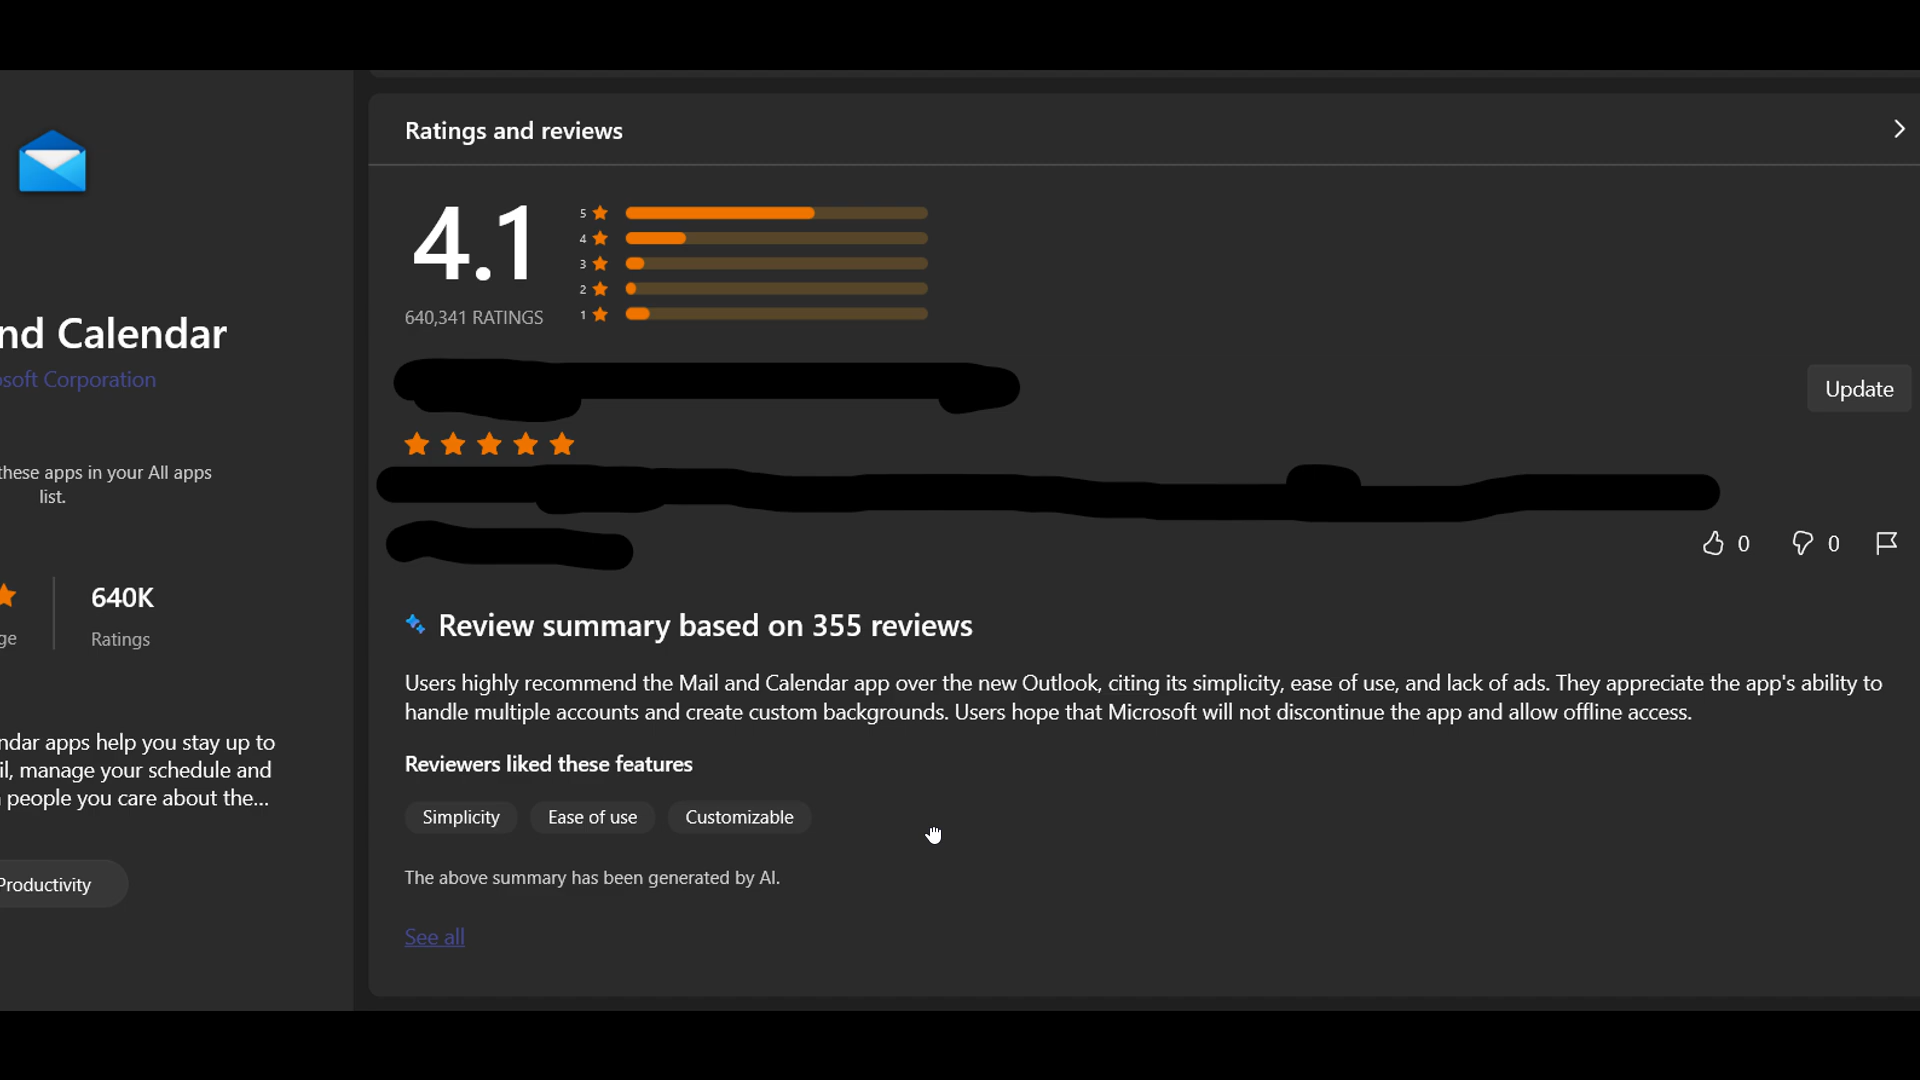 Ratings and reviews
4.1
640,341 RATINGS
5
4
3
2
1
Update
0 0
Review summary based on 355 reviews
Users highly recommend the Mail and Calendar app over the new Outlook, citing its simplicity, ease of use, and lack of ads. They appreciate the app's ability to
handle multiple accounts and create custom backgrounds. Users hope that Microsoft will not discontinue the app and allow offline access.
Reviewers liked these features
Simplicity Ease of use Customizable
The above summary has been generated by AI.
See all
nd Calendar
osoft Corporation
these apps in your All apps
list.
640K
ge Ratings
ndar apps help you stay up to
il, manage your schedule and
people you care about the...
Productivity